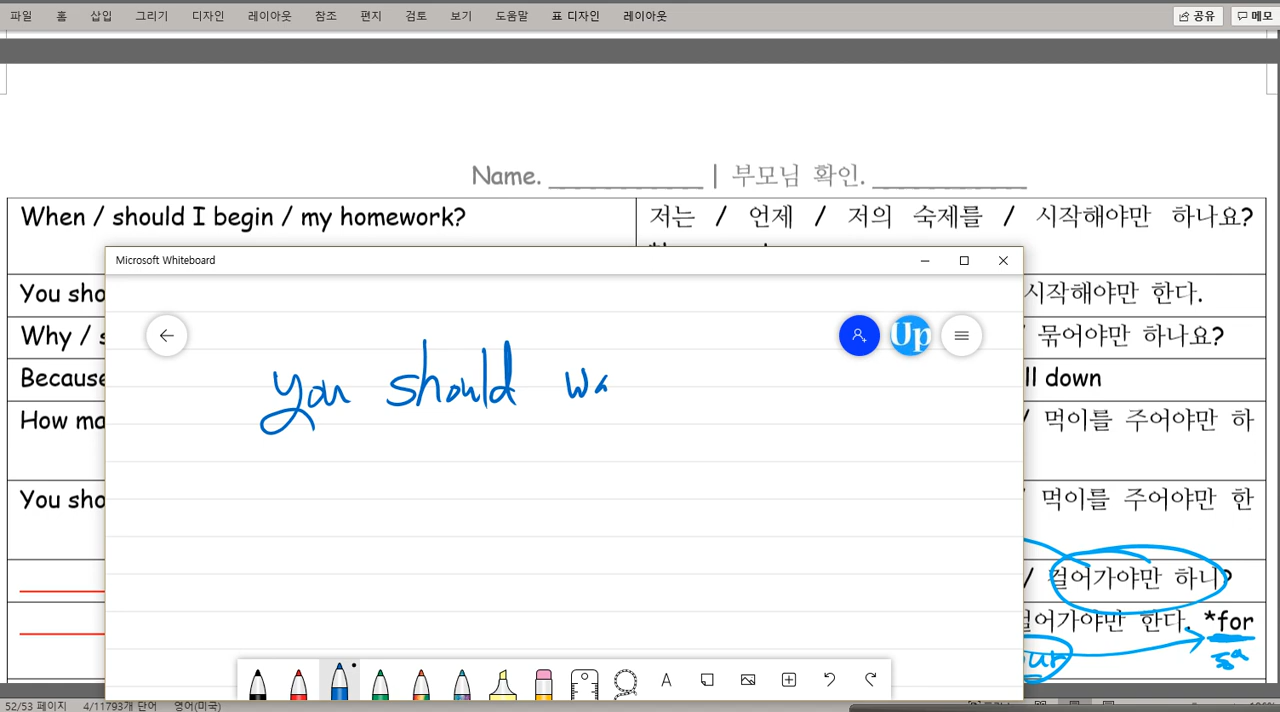 파일 홈 삽입 그리기 디자인 레이아웃 참조 편지 검토 보기 도움말 표 디자인 레이아웃 공유 메모
Name. ____________ | 부모님 확인. ____________
When / should I begin / my homework? 저는 / 언제 / 저의 숙제를 / 시작해야만 하나요?
Microsoft Whiteboard
You sho 시작해야만 한다.
Up
Why / s / 묶어야만 하나요?
you should wa
Because ll down
How ma / 먹이를 주어야만 하
You sho / 먹이를 주어야만 한
/ 걸어가야만 하니?
걸어가야만 한다. *for
our
A
52/53 페이지 4/11793개 단어 영어(미국)